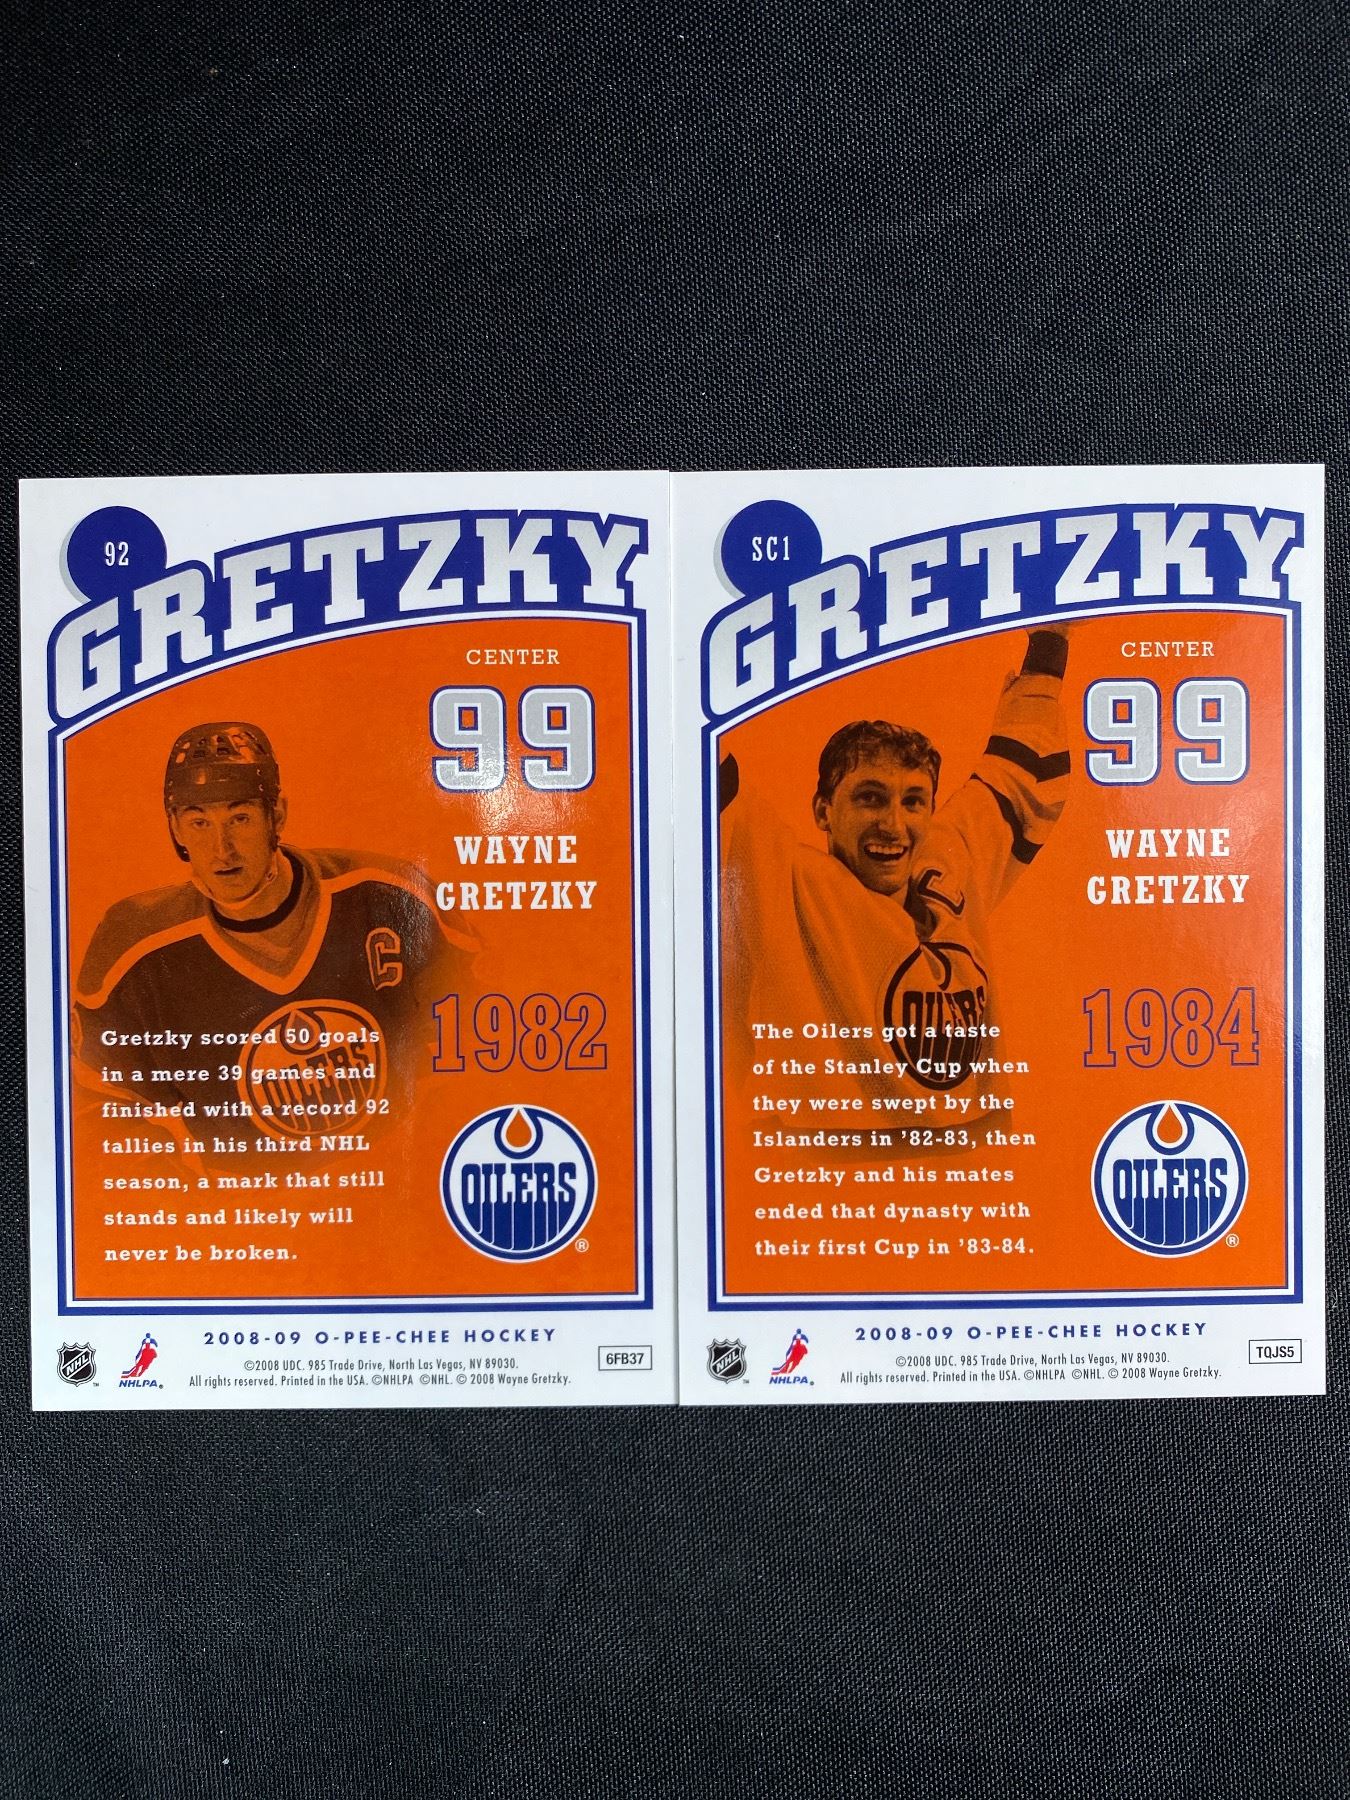 92
GRETZKY
CENTER
99
WAYNE
GRETZKY
C
1982
OILERS
Gretzky scored 50 goals
in a mere 39 games and
finished with a record 92
tallies in his third NHL
season, a mark that still
stands and likely will
never be broken.
OILERS
®
NHL
™
NHLPA®
2008-09 O-PEE-CHEE HOCKEY
©2008 UDC. 985 Trade Drive, North Las Vegas, NV 89030.
All rights reserved. Printed in the USA. ©NHLPA ©NHL. © 2008 Wayne Gretzky.
6FB37
SC1
GRETZKY
CENTER
99
WAYNE
GRETZKY
C
1984
OILERS
The Oilers got a taste
of the Stanley Cup when
they were swept by the
Islanders in ’82-83, then
Gretzky and his mates
ended that dynasty with
their first Cup in ’83-84.
OILERS
®
NHL
™
NHLPA®
2008-09 O-PEE-CHEE HOCKEY
©2008 UDC. 985 Trade Drive, North Las Vegas, NV 89030.
All rights reserved. Printed in the USA. ©NHLPA ©NHL. © 2008 Wayne Gretzky.
TQJS5